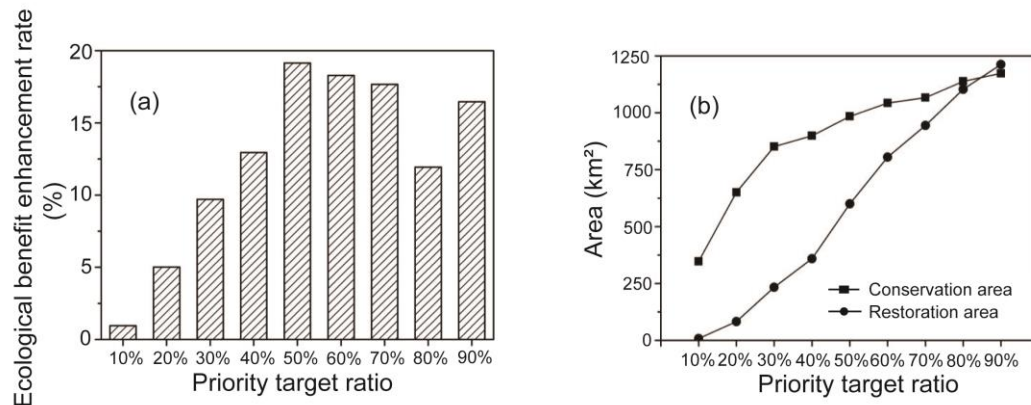 Ecological benefit enhancement rate
(%)
20
15
10
5
0
(a)
10% 20% 30% 40% 50% 60% 70% 80% 90%
Priority target ratio
Area (km²)
1250
1000
750
500
250
0
(b)
Conservation area
Restoration area
10% 20% 30% 40% 50% 60% 70% 80% 90%
Priority target ratio